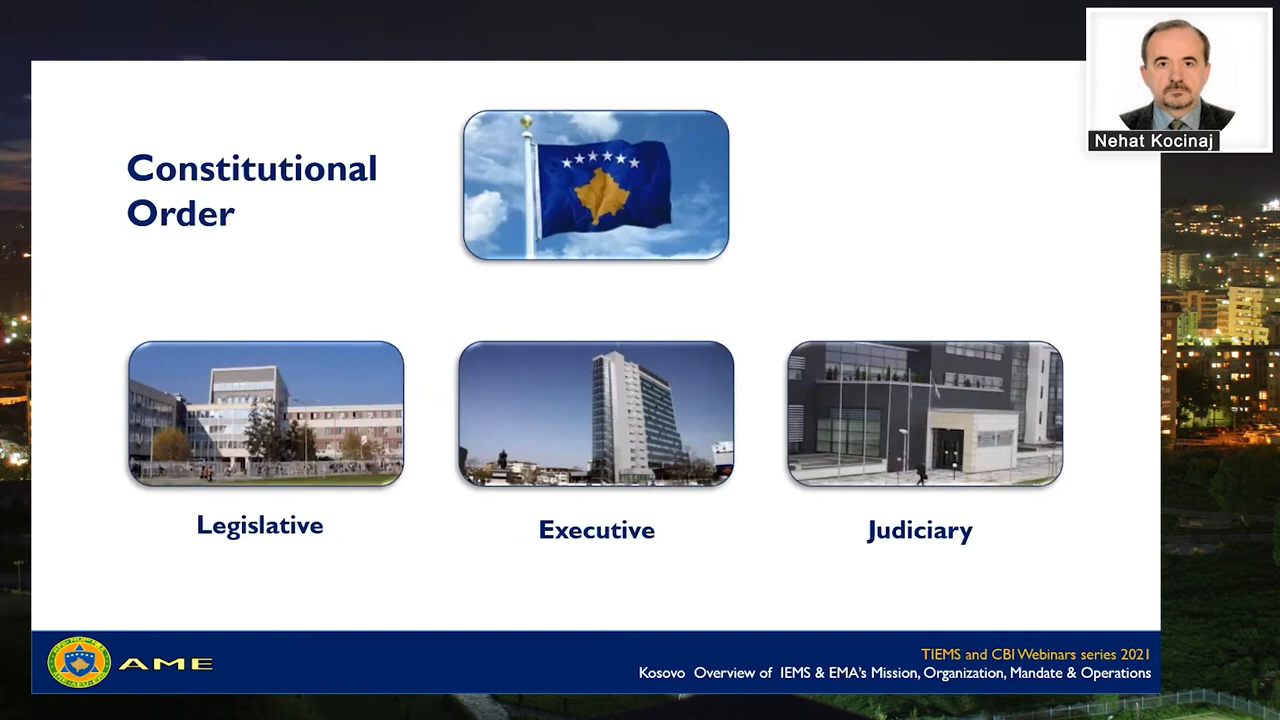 Nehat Kocinaj
Constitutional
Order
Legislative
Executive
Judiciary
AME
TIEMS and CBI Webinars series 2021
Kosovo Overview of IEMS & EMA's Mission, Organization, Mandate & Operations